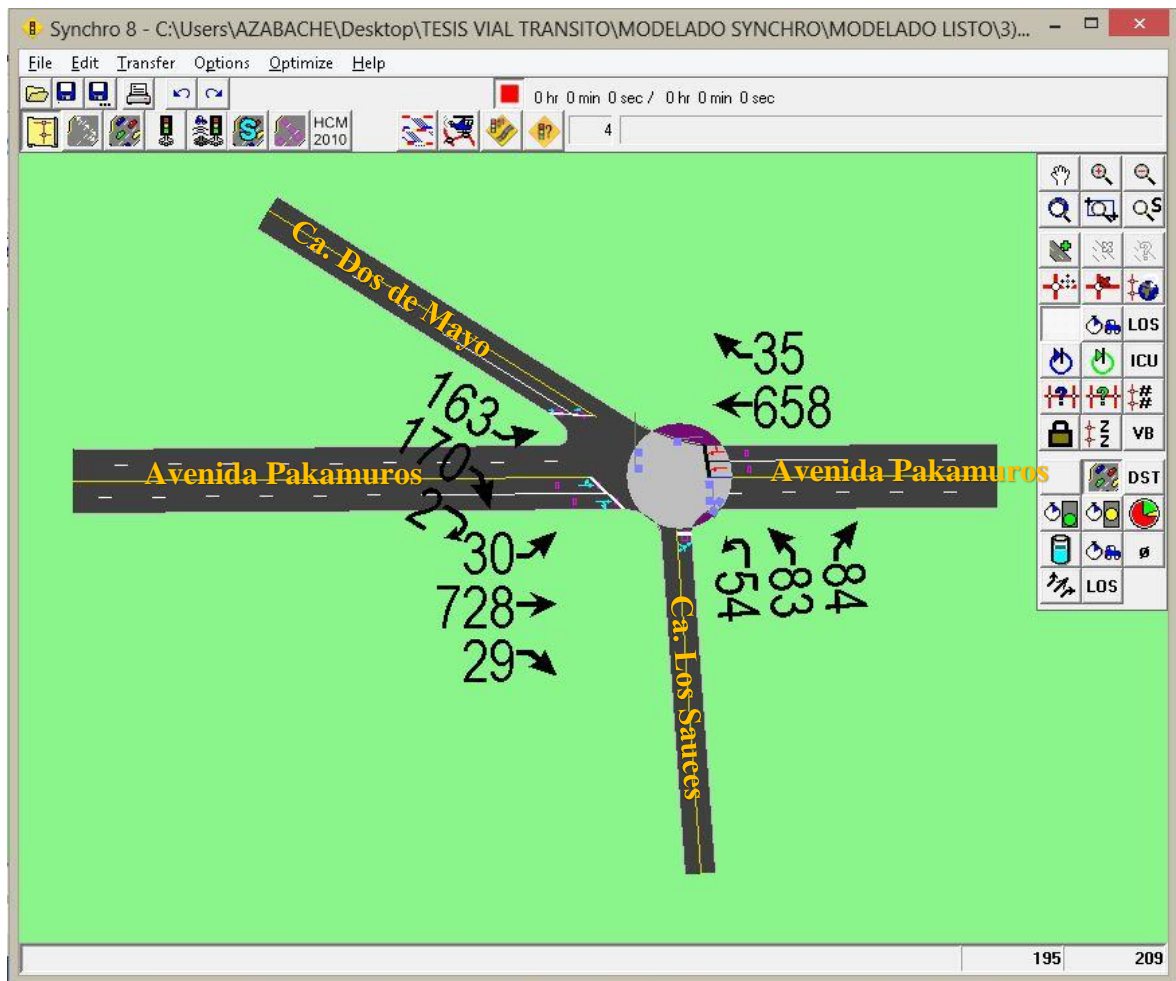 Synchro 8 - C:\Users\AZABACHE\Desktop\TESIS VIAL TRANSITO\MODELADO SYNCHRO\MODELADO LISTO\3)...
File Edit Transfer Options Optimize Help
0 hr 0 min 0 sec / 0 hr 0 min 0 sec
HCM
2010
4
S
LOS
ICU
#
#
Z
Z
VB
DST
ø
LOS
Ca. Dos de Mayo
35
658
163
170
2
Avenida Pakamuros
Avenida Pakamuros
30
728
29
54
83
84
Ca. Los Sauces
195 209